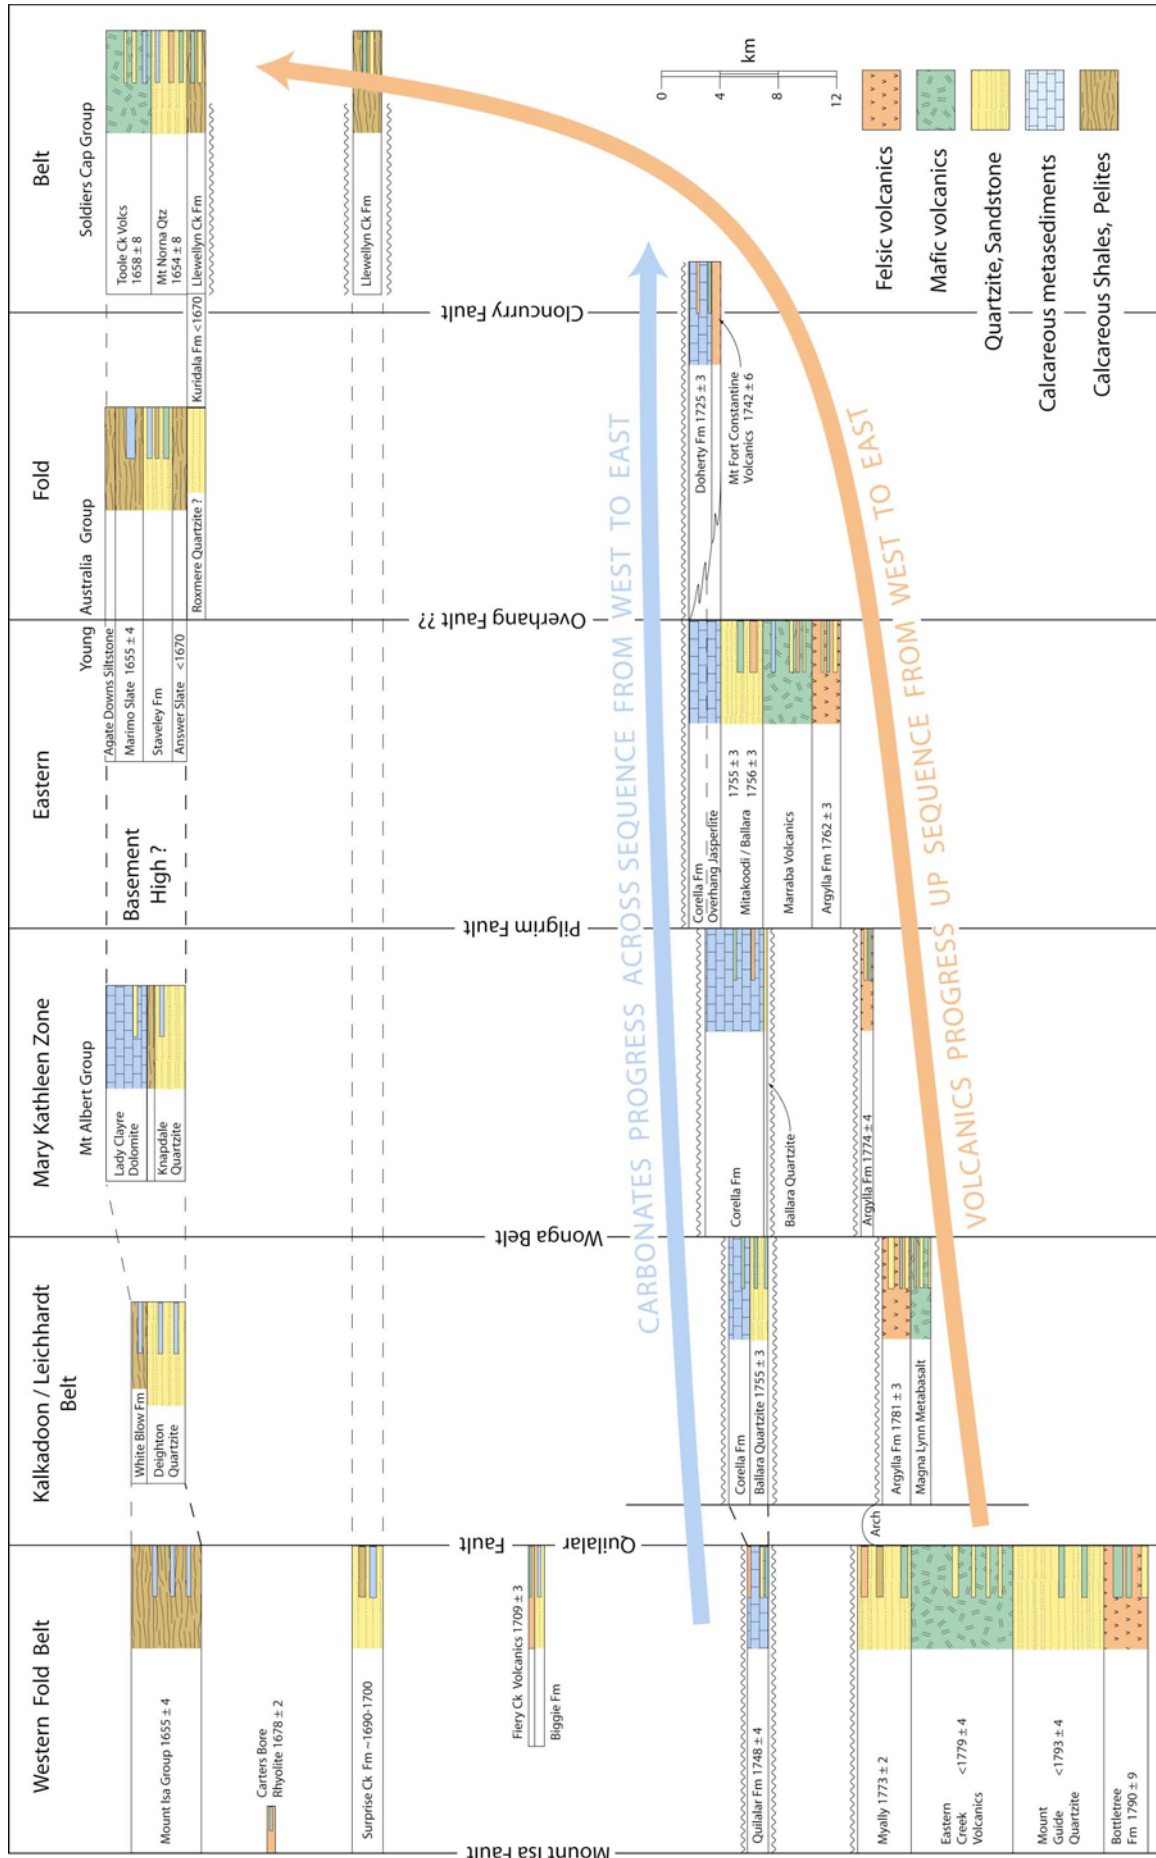 Western Fold Belt
Kalkadoon / Leichhardt
Belt
Mary Kathleen Zone
Eastern
Fold
Belt
Mount Isa Group 1655 ± 4
Carters Bore
Rhyolite 1678 ± 2
Surprise Ck Fm ~1690-1700
Fiery Ck Volcanics 1709 ± 3
Biggie Fm
Quilalar Fm 1748 ± 4
Myally 1773 ± 2
Eastern
Creek
Volcanics
<1779 ± 4
Mount
Guide
Quartzite
<1793 ± 4
Bottletree
Fm 1790 ± 9
Mount Isa Fault
Quilalar
Fault
Arch
White Blow Fm
Deighton
Quartzite
Corella Fm
Ballara Quartzite 1755 ± 3
Argylla Fm 1781 ± 3
Magna Lynn Metabasalt
Wonga Belt
Mt Albert Group
Lady Clayre
Dolomite
Knapdale
Quartzite
Corella Fm
Ballara Quartzite
Argylla Fm 1774 ± 4
Pilgrim Fault
Basement
High ?
Young Australia Group
Agate Downs Siltstone
Marimo Slate 1655 ± 4
Staveley Fm
Answer Slate <1670
Corella Fm
Overhang Jasperlite
Mitakoodi / Ballara
1755 ± 3
1756 ± 3
Marraba Volcanics
Argylla Fm 1762 ± 3
Overhang Fault ??
Roxmere Quartzite ?
Kuridala Fm <1670
Doherty Fm 1725 ± 3
Mt Fort Constantine
Volcanics 1742 ± 6
Cloncurry Fault
Soldiers Cap Group
Toole Ck Volcs
1658 ± 8
Mt Norna Qtz
1654 ± 8
Llewellyn Ck Fm
Llewellyn Ck Fm
CARBONATES PROGRESS ACROSS SEQUENCE FROM WEST TO EAST
VOLCANICS PROGRESS UP SEQUENCE FROM WEST TO EAST
km
0
4
8
12
Felsic volcanics
Mafic volcanics
Quartzite, Sandstone
Calcareous metasediments
Calcareous Shales, Pelites